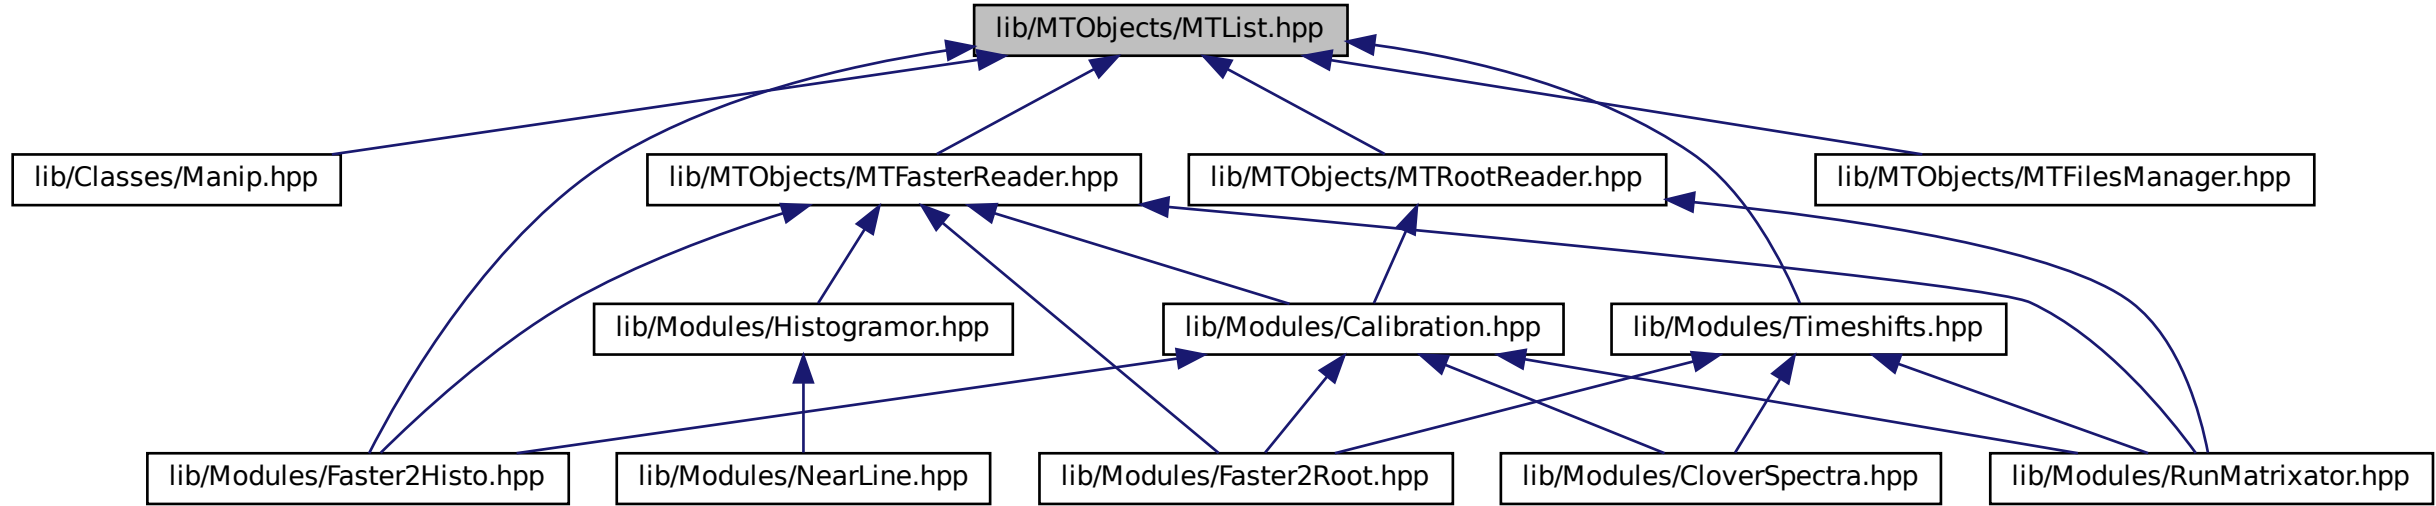 lib/MTObjects/MTList.hpp
lib/Classes/Manip.hpp
lib/MTObjects/MTFasterReader.hpp
lib/MTObjects/MTRootReader.hpp
lib/MTObjects/MTFilesManager.hpp
lib/Modules/Histogramor.hpp
lib/Modules/Calibration.hpp
lib/Modules/Timeshifts.hpp
lib/Modules/Faster2Histo.hpp
lib/Modules/NearLine.hpp
lib/Modules/Faster2Root.hpp
lib/Modules/CloverSpectra.hpp
lib/Modules/RunMatrixator.hpp